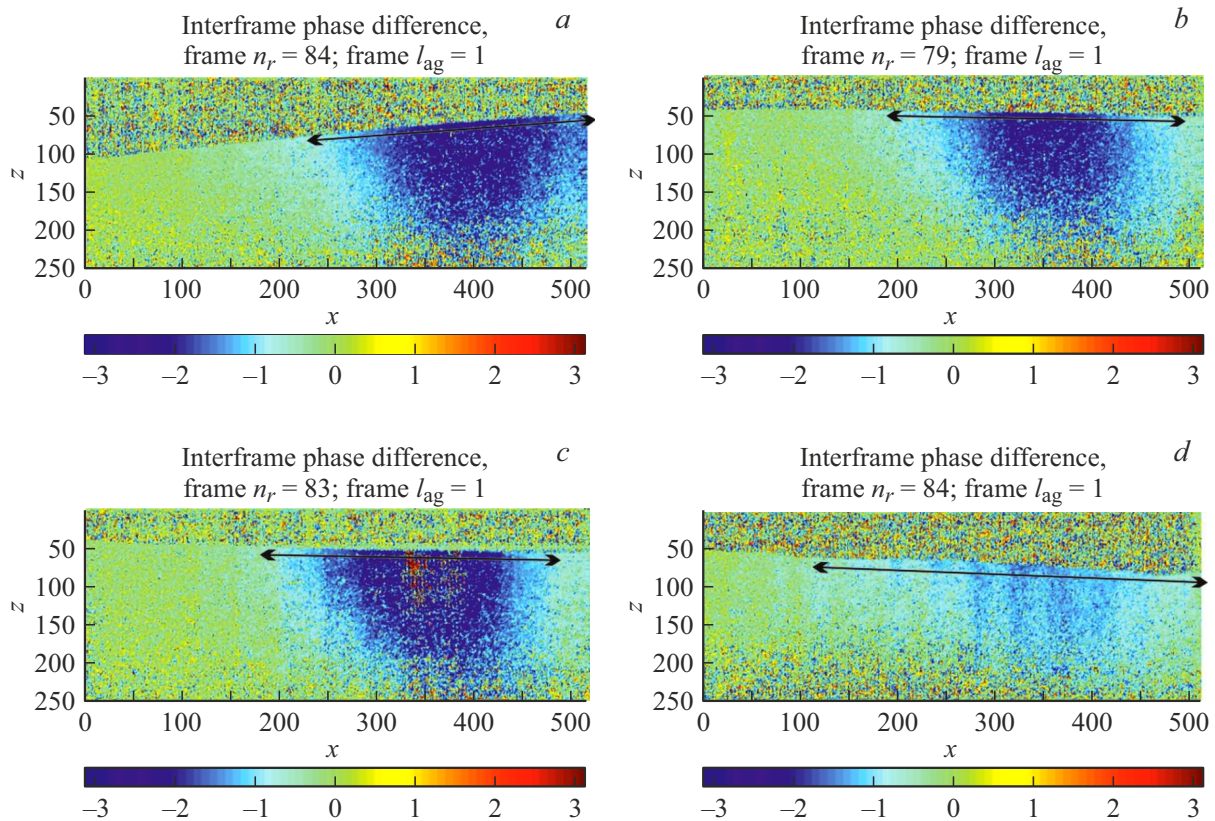 Interframe phase difference,
frame nᵣ = 84; frame l_ag = 1
a
z
50
100
150
200
250
0 100 200 300 400 500
x
–3 –2 –1 0 1 2 3
Interframe phase difference,
frame nᵣ = 79; frame l_ag = 1
b
z
50
100
150
200
250
0 100 200 300 400 500
x
–3 –2 –1 0 1 2 3
Interframe phase difference,
frame nᵣ = 83; frame l_ag = 1
c
z
50
100
150
200
250
0 100 200 300 400 500
x
–3 –2 –1 0 1 2 3
Interframe phase difference,
frame nᵣ = 84; frame l_ag = 1
d
z
50
100
150
200
250
0 100 200 300 400 500
x
–3 –2 –1 0 1 2 3